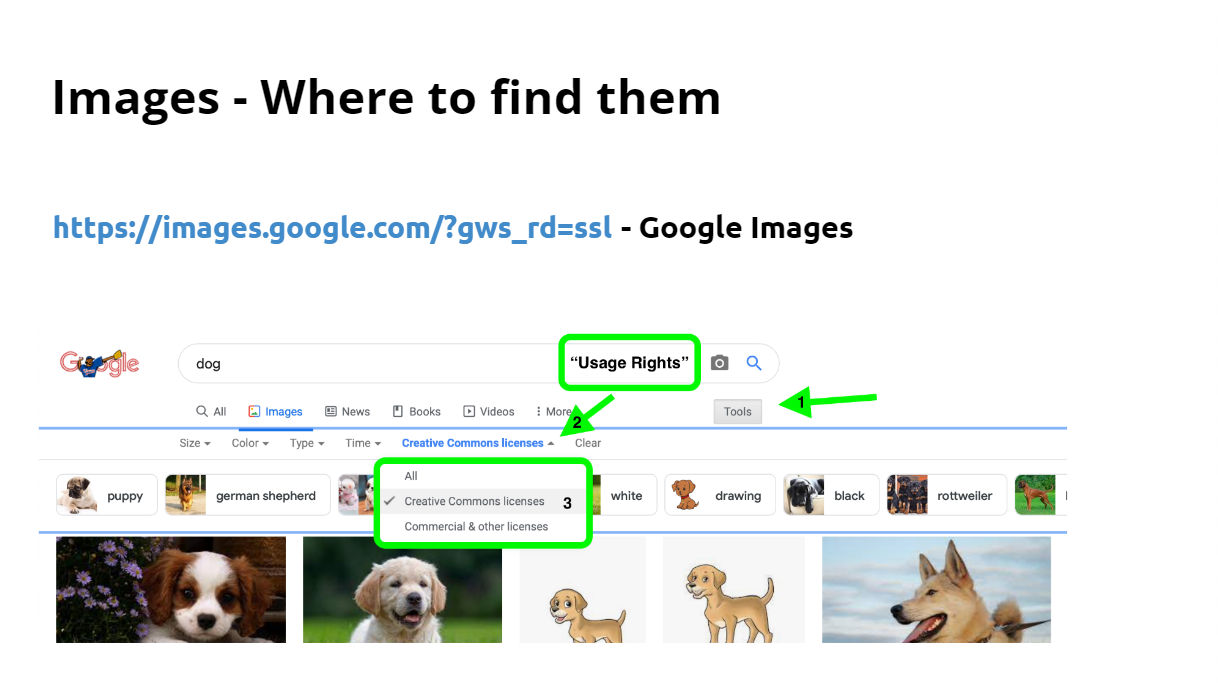 Images - Where to find them
https://images.google.com/?gws_rd=ssl - Google Images
Google
dog
“Usage Rights”
All Images News Books Videos More Tools
1
2
Size Color Type Time Creative Commons licenses Clear
All
Creative Commons licenses 3
Commercial & other licenses
puppy german shepherd white drawing black rottweiler